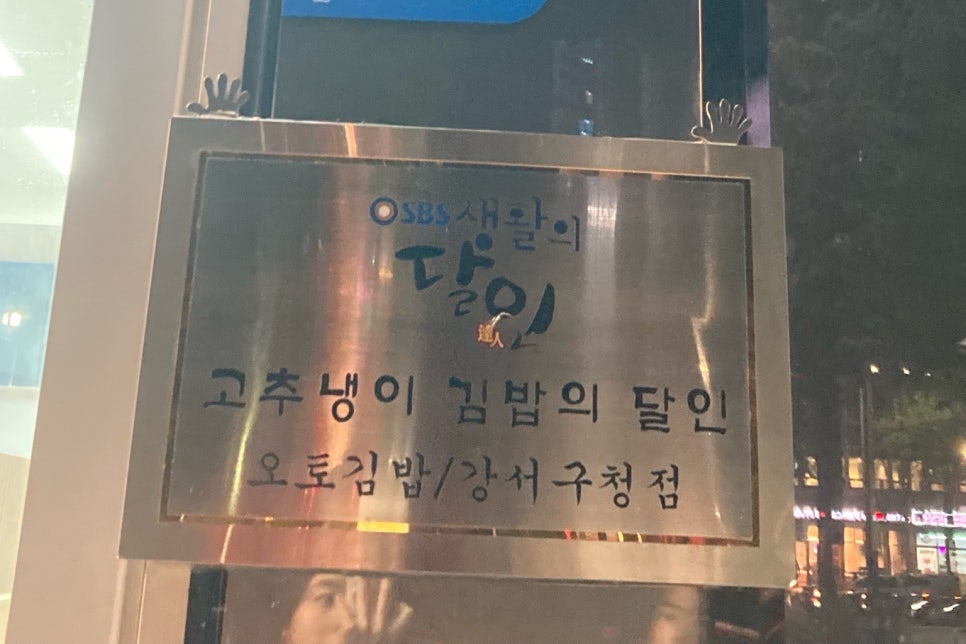 SBS 생활의
달인
達人
고추냉이 김밥의 달인
오토김밥/강서구청점